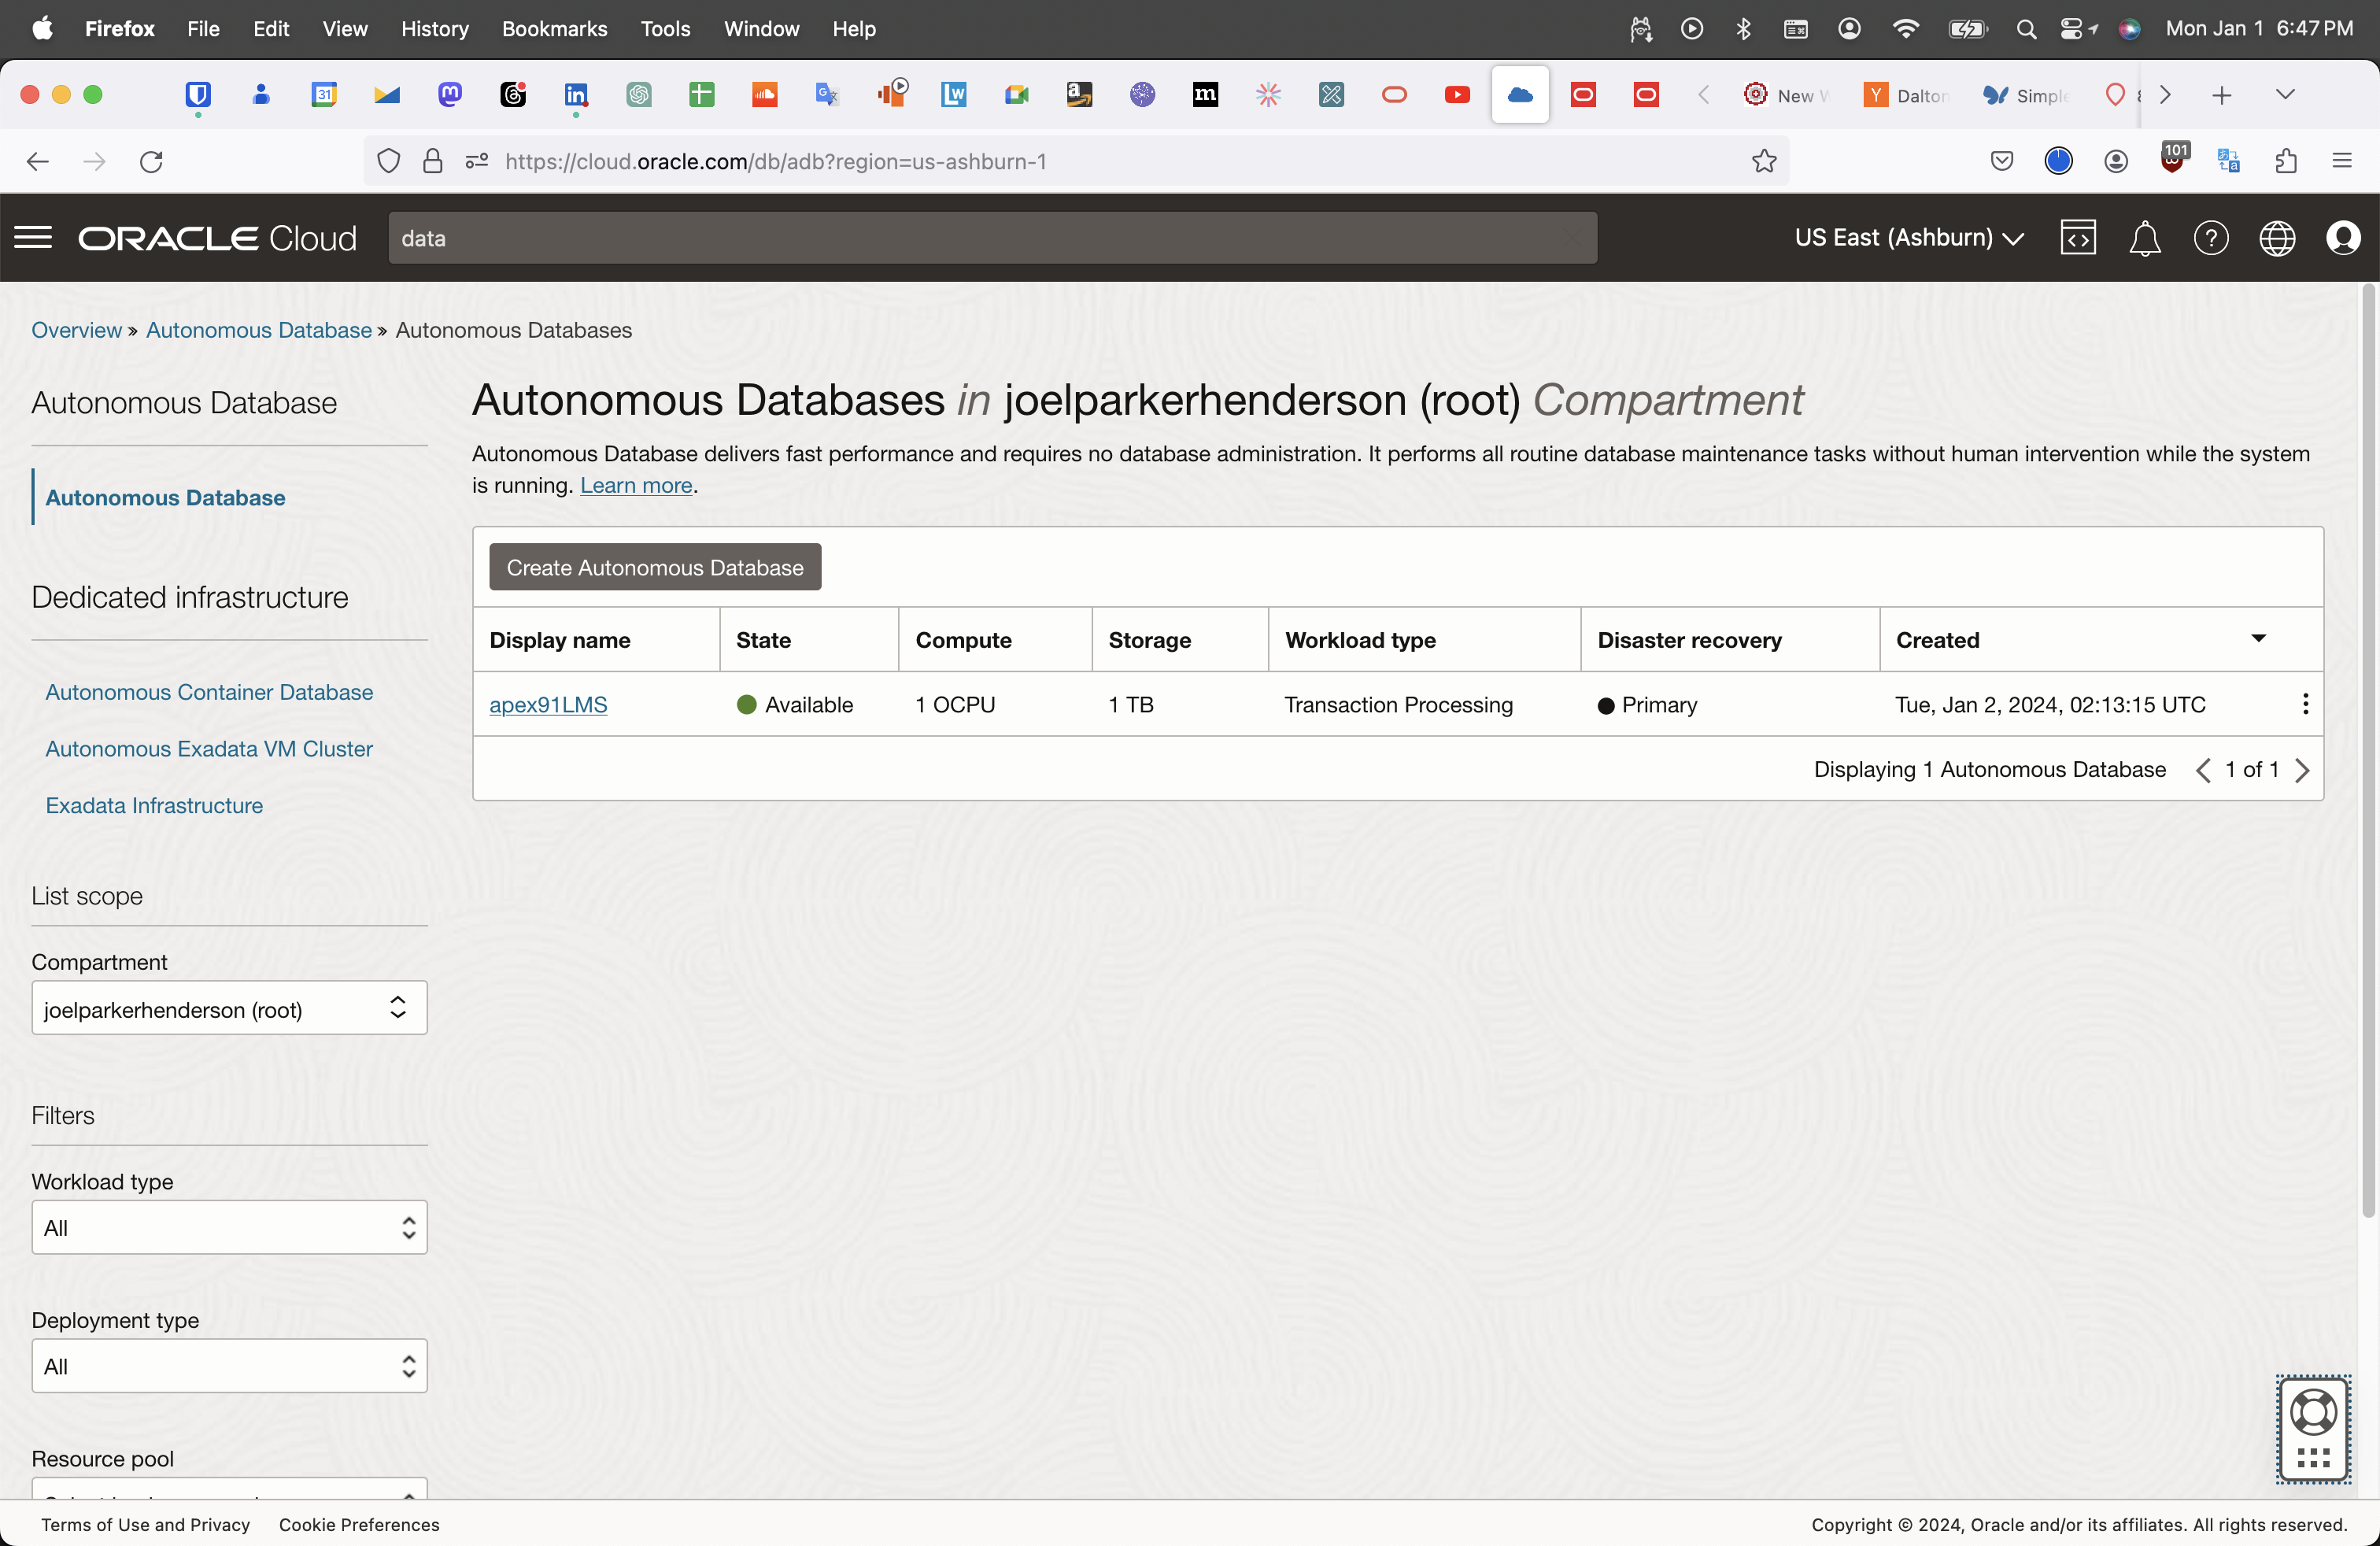 Firefox File Edit View History Bookmarks Tools Window Help Mon Jan 1 6:47 PM
31 LW m New Y Dalton Simple
https://cloud.oracle.com/db/adb?region=us-ashburn-1 101
ORACLE Cloud data US East (Ashburn)
Overview » Autonomous Database » Autonomous Databases
Autonomous Database
Autonomous Database
Dedicated infrastructure
Autonomous Container Database
Autonomous Exadata VM Cluster
Exadata Infrastructure
List scope
Compartment
joelparkerhenderson (root)
Filters
Workload type
All
Deployment type
All
Resource pool
Autonomous Databases in joelparkerhenderson (root) Compartment
Autonomous Database delivers fast performance and requires no database administration. It performs all routine database maintenance tasks without human intervention while the system
is running. Learn more.
Create Autonomous Database
Display name State Compute Storage Workload type Disaster recovery Created
apex91LMS Available 1 OCPU 1 TB Transaction Processing Primary Tue, Jan 2, 2024, 02:13:15 UTC
Displaying 1 Autonomous Database 1 of 1
Terms of Use and Privacy Cookie Preferences Copyright © 2024, Oracle and/or its affiliates. All rights reserved.